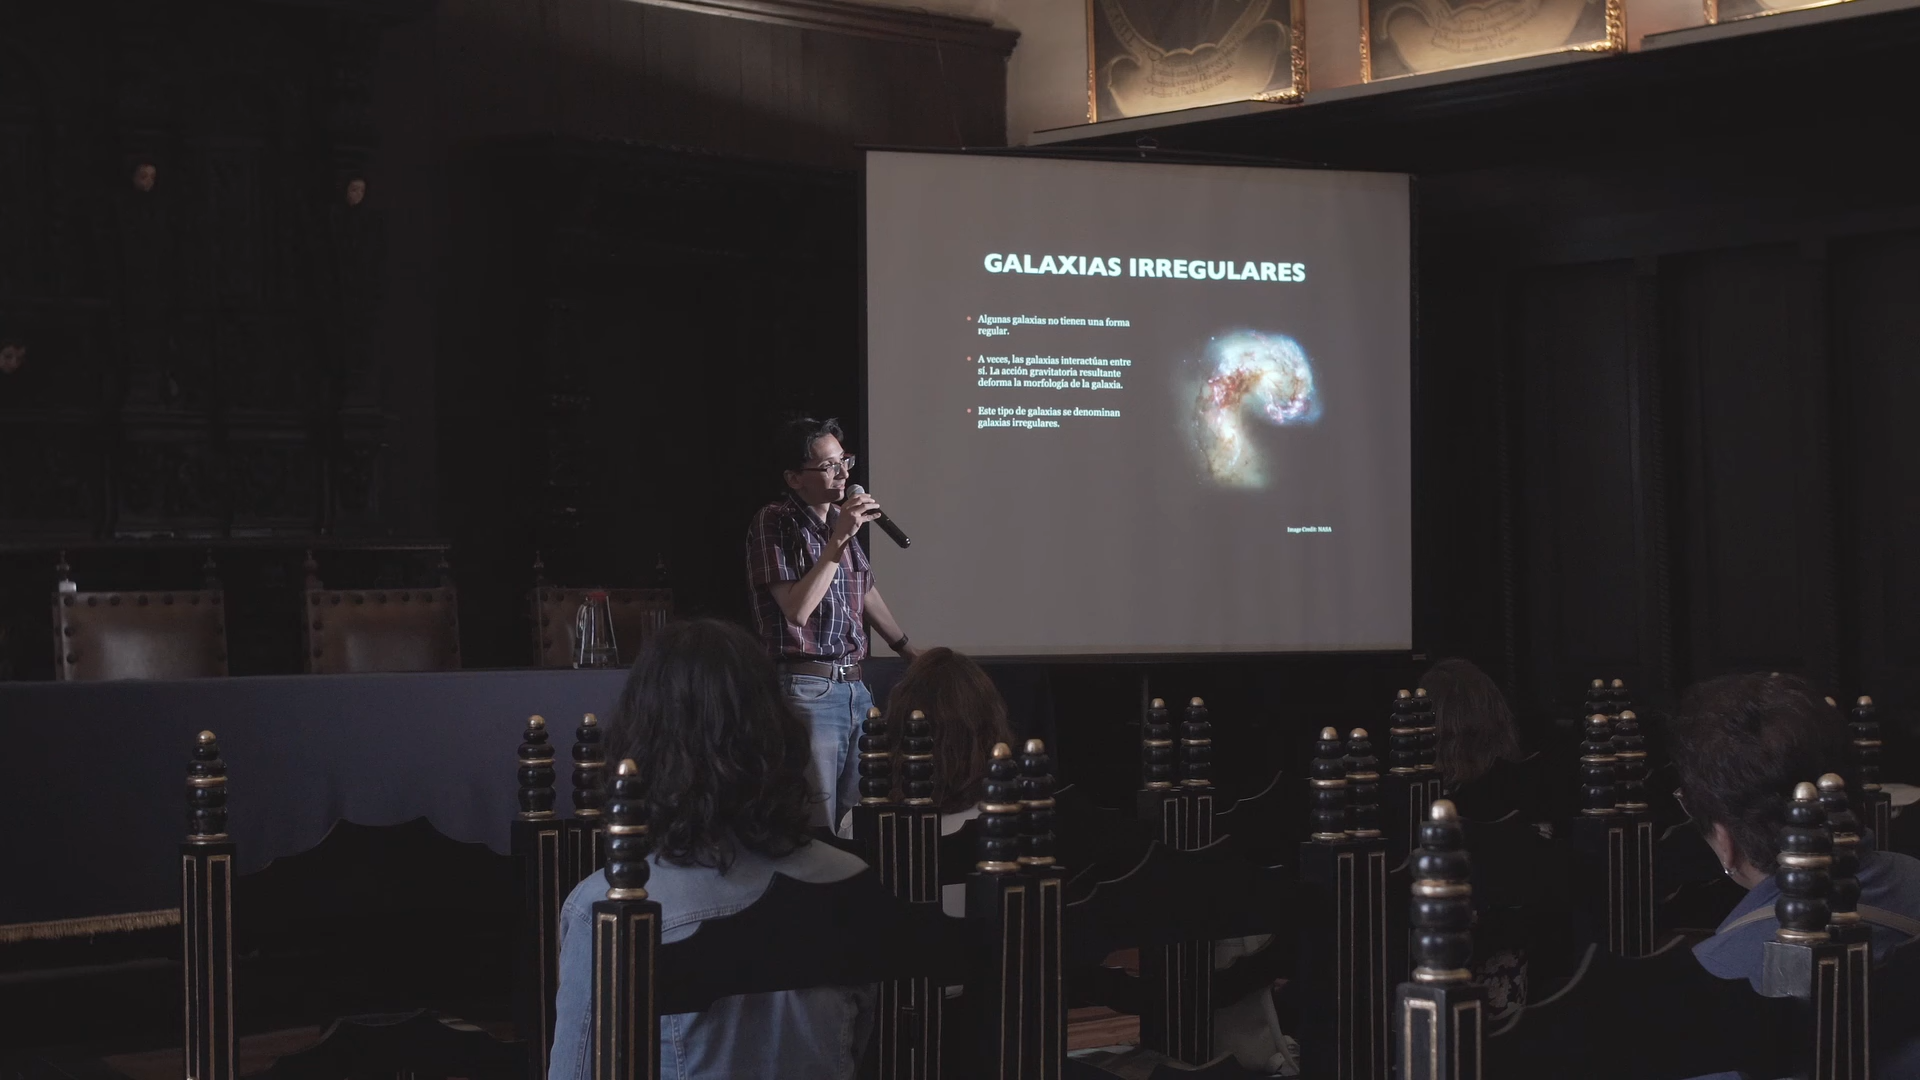 GALAXIAS IRREGULARES
• Algunas galaxias no tienen una forma
regular.
• A veces, las galaxias interactúan entre
sí. La acción gravitatoria resultante
deforma la morfología de la galaxia.
• Este tipo de galaxias se denominan
galaxias irregulares.
Image Credit: NASA